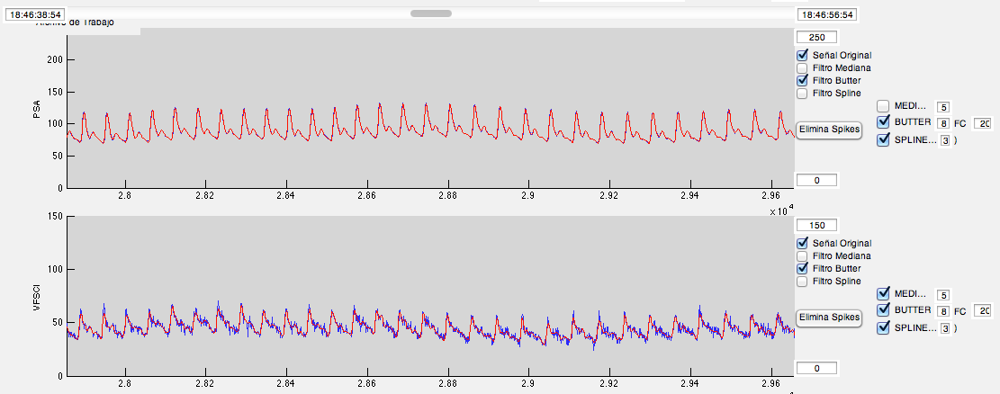 18:46:38:54
18:46:56:54
Archivo de Trabajo
250
200
150
100
50
0
PSA
2.8
2.82
2.84
2.86
2.88
2.9
2.92
2.94
2.96
x 10⁴
Señal Original
Filtro Mediana
Filtro Butter
Filtro Spline
Elimina Spikes
0
MEDI... 5
BUTTER 8 FC 20
SPLINE... 3 )
150
100
50
0
VFSCI
2.8
2.82
2.84
2.86
2.88
2.9
2.92
2.94
2.96
150
Señal Original
Filtro Mediana
Filtro Butter
Filtro Spline
Elimina Spikes
0
MEDI... 5
BUTTER 8 FC 20
SPLINE... 3 )